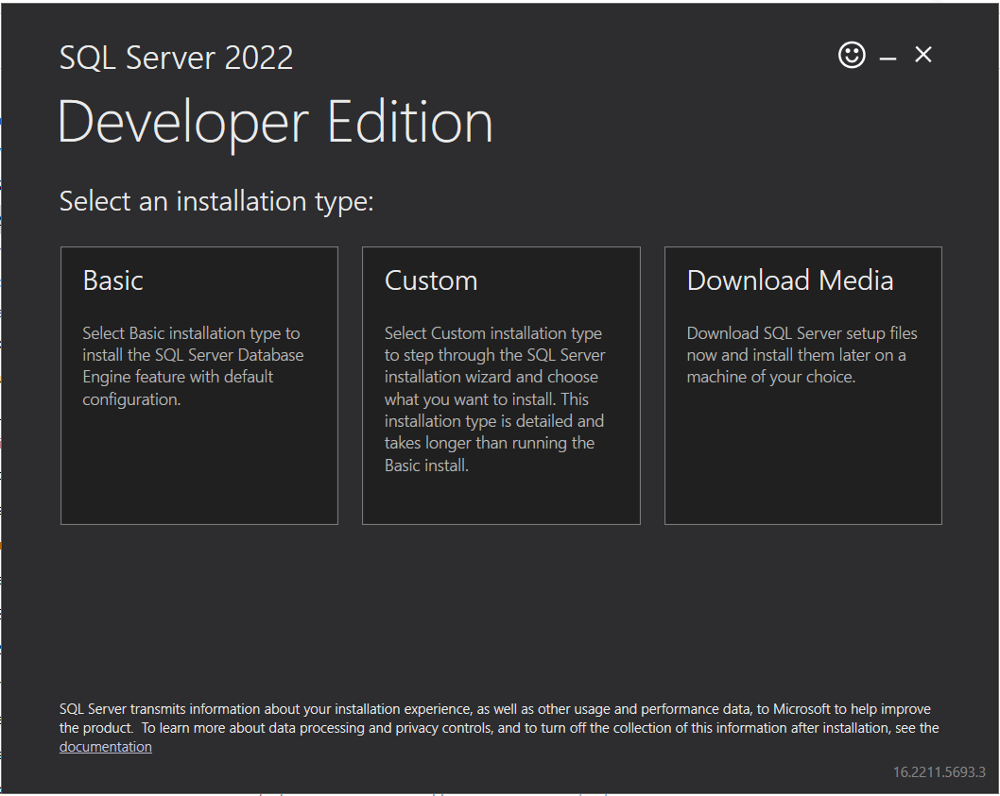 SQL Server 2022
Developer Edition
Select an installation type:
Basic
Select Basic installation type to
install the SQL Server Database
Engine feature with default
configuration.
Custom
Select Custom installation type
to step through the SQL Server
installation wizard and choose
what you want to install. This
installation type is detailed and
takes longer than running the
Basic install.
Download Media
Download SQL Server setup files
now and install them later on a
machine of your choice.
SQL Server transmits information about your installation experience, as well as other usage and performance data, to Microsoft to help improve
the product.  To learn more about data processing and privacy controls, and to turn off the collection of this information after installation, see the
documentation
16.2211.5693.3